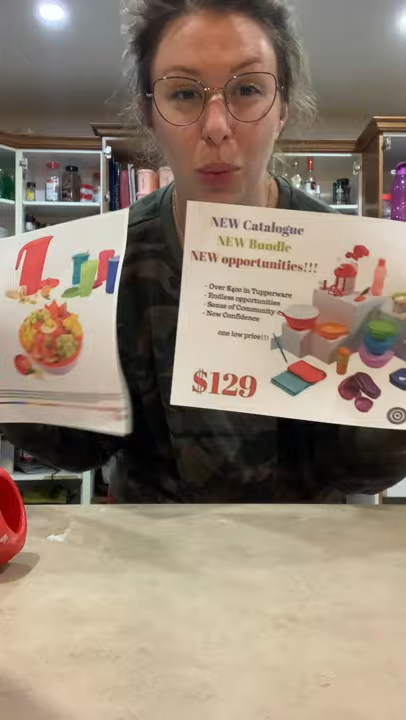 NEW Catalogue
NEW Bundle
NEW opportunities!!!
- Over $400 in Tupperware
- Endless opportunities
- Sense of Community
- New Confidence
one low price!!!
$129